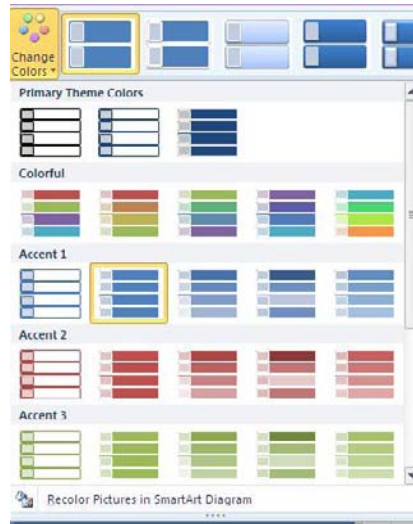 Change
Colors
Primary Theme Colors
Colorful
Accent 1
Accent 2
Accent 3
Recolor Pictures in SmartArt Diagram